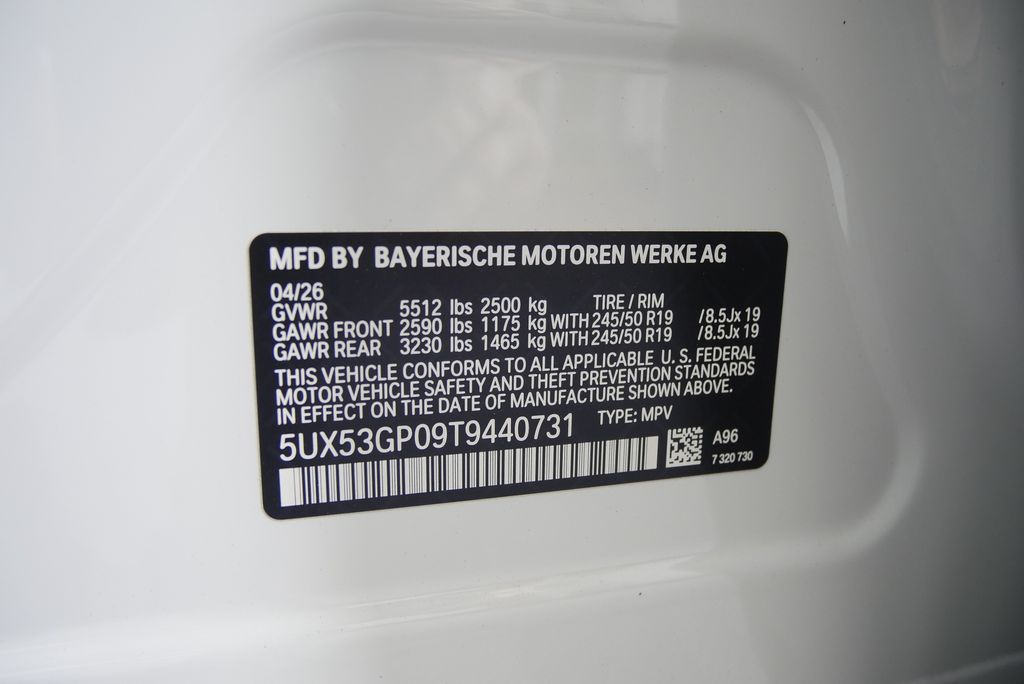 MFD BY BAYERISCHE MOTOREN WERKE AG
04/26
GVWR 5512 lbs 2500 kg TIRE / RIM
GAWR FRONT 2590 lbs 1175 kg WITH 245/50 R19 /8.5Jx 19
GAWR REAR 3230 lbs 1465 kg WITH 245/50 R19 /8.5Jx 19
THIS VEHICLE CONFORMS TO ALL APPLICABLE U. S. FEDERAL
MOTOR VEHICLE SAFETY AND THEFT PREVENTION STANDARDS
IN EFFECT ON THE DATE OF MANUFACTURE SHOWN ABOVE.
5UX53GP09T9440731 TYPE: MPV
A96
7 320 730